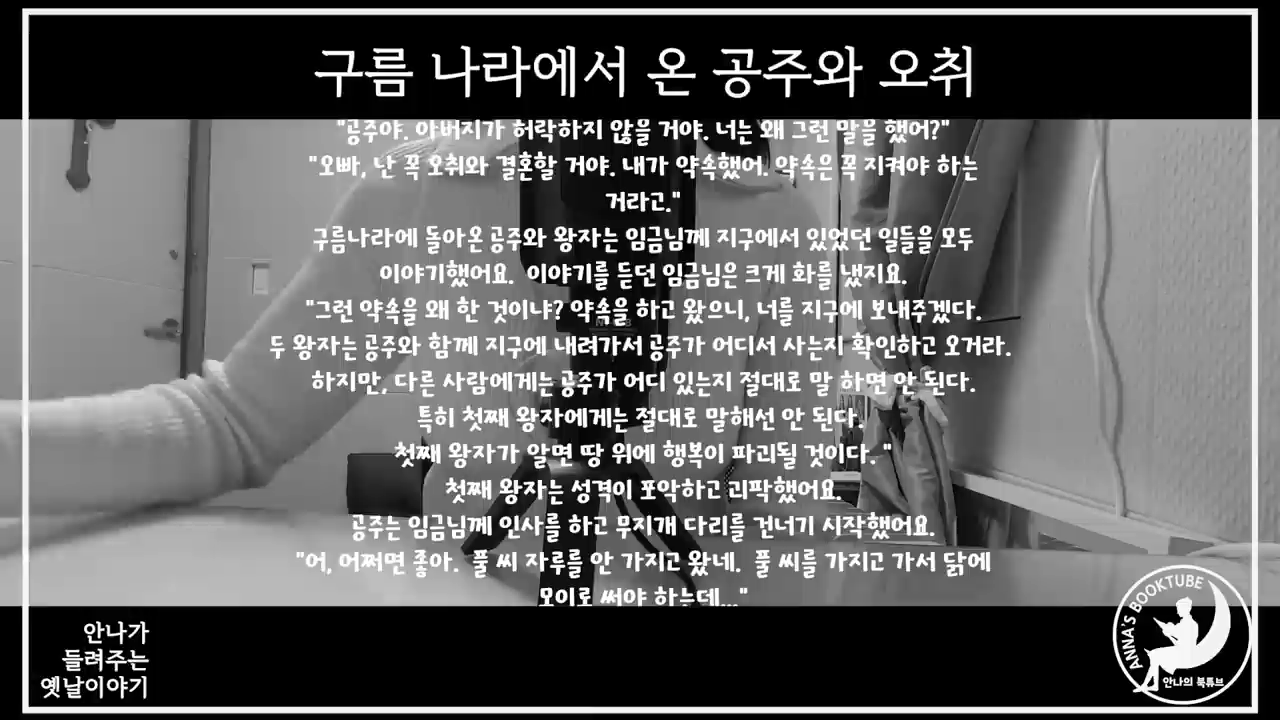 구름 나라에서 온 공주와 오취
"공주야. 아버지가 허락하지 않을 거야. 너는 왜 그런 말을 했어?"
"오빠, 난 꼭 오취와 결혼할 거야. 내가 약속했어. 약속은 꼭 지켜야 하는
거라고."
구름나라에 돌아온 공주와 왕자는 임금님께 지구에서 있었던 일들을 모두
이야기했어요. 이야기를 듣던 임금님은 크게 화를 냈지요.
"그런 약속을 왜 한 것이냐? 약속을 하고 왔으니, 너를 지구에 보내주겠다.
두 왕자는 공주와 함께 지구에 내려가서 공주가 어디서 사는지 확인하고 오거라.
하지만, 다른 사람에게는 공주가 어디 있는지 절대로 말 하면 안 된다.
특히 첫째 왕자에게는 절대로 말해선 안 된다.
첫째 왕자가 알면 땅 위에 행복이 파괴될 것이다. "
첫째 왕자는 성격이 포악하고 괴팍했어요.
공주는 임금님께 인사를 하고 무지개 다리를 건너기 시작했어요.
"어, 어쩌면 좋아. 풀 씨 자루를 안 가지고 왔네. 풀 씨를 가지고 가서 닭에
모이로 써야 하는데..."
안나가
들려주는
옛날이야기
ANNA'S BOOKTUBE
안나의 북튜브